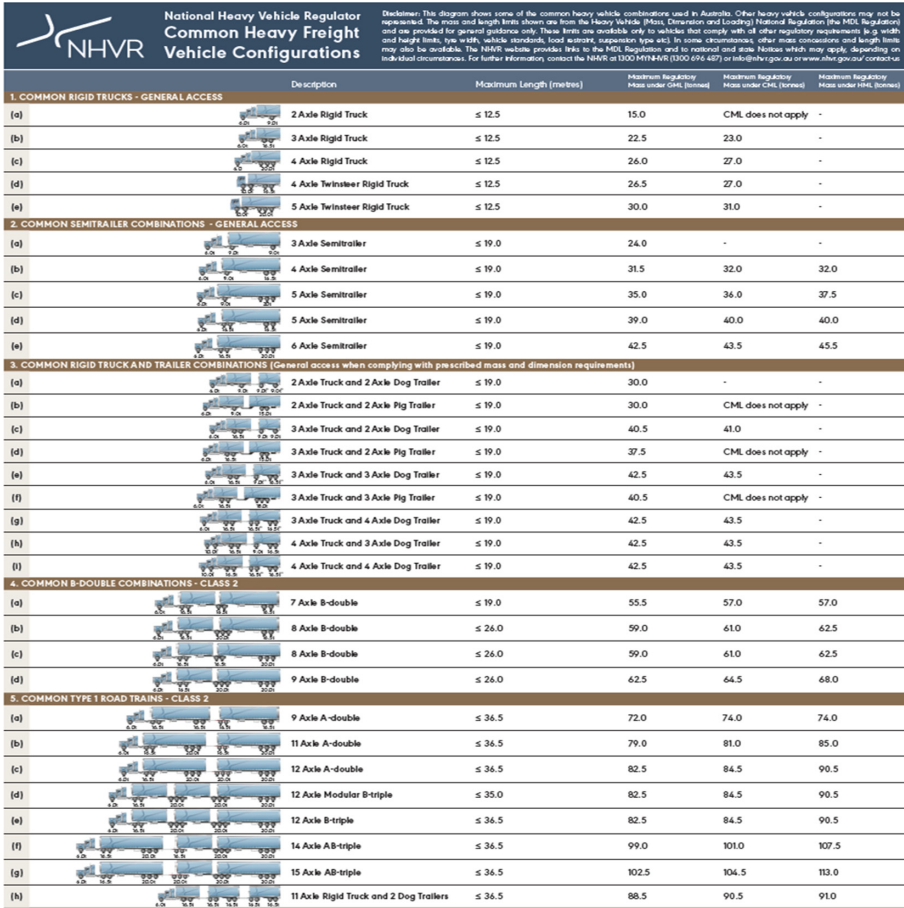 NHVR
National Heavy Vehicle Regulator
Common Heavy Freight
Vehicle Configurations
Disclaimer: This diagram shows some of the common heavy vehicle combinations used in Australia. Other heavy vehicle configurations may not be
represented. The mass and length limits shown are from the Heavy Vehicle (Mass, Dimension and Loading) National Regulation (the MDL Regulation)
and are provided for general guidance only. These limits are available only to vehicles that comply with all other regulatory requirements (e.g. width
and height limits, tyre width, vehicle standards, load restraint, suspension type etc). In some circumstances, other mass concessions and length limits
may also be available. The NHVR website provides links to the MDL Regulation and to national and state Notices which may apply, depending on
individual circumstances. For further information, contact the NHVR at 1300 MYNHVR (1300 696 487) or info@nhvr.gov.au or www.nhvr.gov.au/contact-us
Description Maximum Length (metres) Maximum Regulatory Mass under GML (tonnes) Maximum Regulatory Mass under CML (tonnes) Maximum Regulatory Mass under HML (tonnes)
1. COMMON RIGID TRUCKS - GENERAL ACCESS
(a) 2 Axle Rigid Truck ≤ 12.5 15.0 CML does not apply -
(b) 3 Axle Rigid Truck ≤ 12.5 22.5 23.0 -
(c) 4 Axle Rigid Truck ≤ 12.5 26.0 27.0 -
(d) 4 Axle Twinsteer Rigid Truck ≤ 12.5 26.5 27.0 -
(e) 5 Axle Twinsteer Rigid Truck ≤ 12.5 30.0 31.0 -
2. COMMON SEMITRAILER COMBINATIONS - GENERAL ACCESS
(a) 3 Axle Semitrailer ≤ 19.0 24.0 - -
(b) 4 Axle Semitrailer ≤ 19.0 31.5 32.0 32.0
(c) 5 Axle Semitrailer ≤ 19.0 35.0 36.0 37.5
(d) 5 Axle Semitrailer ≤ 19.0 39.0 40.0 40.0
(e) 6 Axle Semitrailer ≤ 19.0 42.5 43.5 45.5
3. COMMON RIGID TRUCK AND TRAILER COMBINATIONS (General access when complying with prescribed mass and dimension requirements)
(a) 2 Axle Truck and 2 Axle Dog Trailer ≤ 19.0 30.0 - -
(b) 2 Axle Truck and 2 Axle Pig Trailer ≤ 19.0 30.0 CML does not apply -
(c) 3 Axle Truck and 2 Axle Dog Trailer ≤ 19.0 40.5 41.0 -
(d) 3 Axle Truck and 2 Axle Pig Trailer ≤ 19.0 37.5 CML does not apply -
(e) 3 Axle Truck and 3 Axle Dog Trailer ≤ 19.0 42.5 43.5 -
(f) 3 Axle Truck and 3 Axle Pig Trailer ≤ 19.0 40.5 CML does not apply -
(g) 3 Axle Truck and 4 Axle Dog Trailer ≤ 19.0 42.5 43.5 -
(h) 4 Axle Truck and 3 Axle Dog Trailer ≤ 19.0 42.5 43.5 -
(i) 4 Axle Truck and 4 Axle Dog Trailer ≤ 19.0 42.5 43.5 -
4. COMMON B-DOUBLE COMBINATIONS - CLASS 2
(a) 7 Axle B-double ≤ 19.0 55.5 57.0 57.0
(b) 8 Axle B-double ≤ 26.0 59.0 61.0 62.5
(c) 8 Axle B-double ≤ 26.0 59.0 61.0 62.5
(d) 9 Axle B-double ≤ 26.0 62.5 64.5 68.0
5. COMMON TYPE 1 ROAD TRAINS - CLASS 2
(a) 9 Axle A-double ≤ 36.5 72.0 74.0 74.0
(b) 11 Axle A-double ≤ 36.5 79.0 81.0 85.0
(c) 12 Axle A-double ≤ 36.5 82.5 84.5 90.5
(d) 12 Axle Modular B-triple ≤ 35.0 82.5 84.5 90.5
(e) 12 Axle B-triple ≤ 36.5 82.5 84.5 90.5
(f) 14 Axle AB-triple ≤ 36.5 99.0 101.0 107.5
(g) 15 Axle AB-triple ≤ 36.5 102.5 104.5 113.0
(h) 11 Axle Rigid Truck and 2 Dog Trailers ≤ 36.5 88.5 90.5 91.0